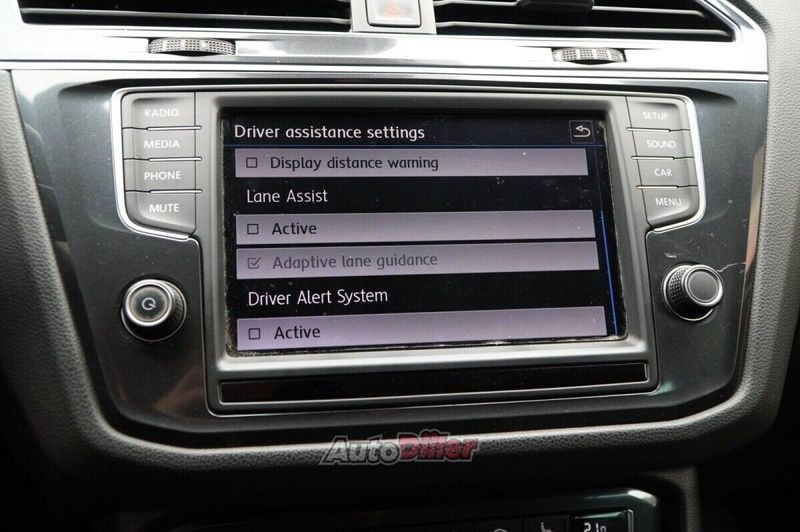 RADIO
MEDIA
PHONE
MUTE
Driver assistance settings
Display distance warning
Lane Assist
Active
Adaptive lane guidance
Driver Alert System
Active
SETUP
SOUND
CAR
MENU
AutoDiller